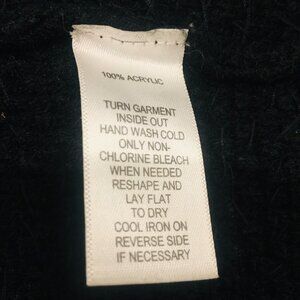 100% ACRYLIC
TURN GARMENT
INSIDE OUT
HAND WASH COLD
ONLY NON-
CHLORINE BLEACH
WHEN NEEDED
RESHAPE AND
LAY FLAT
TO DRY
COOL IRON ON
REVERSE SIDE
IF NECESSARY